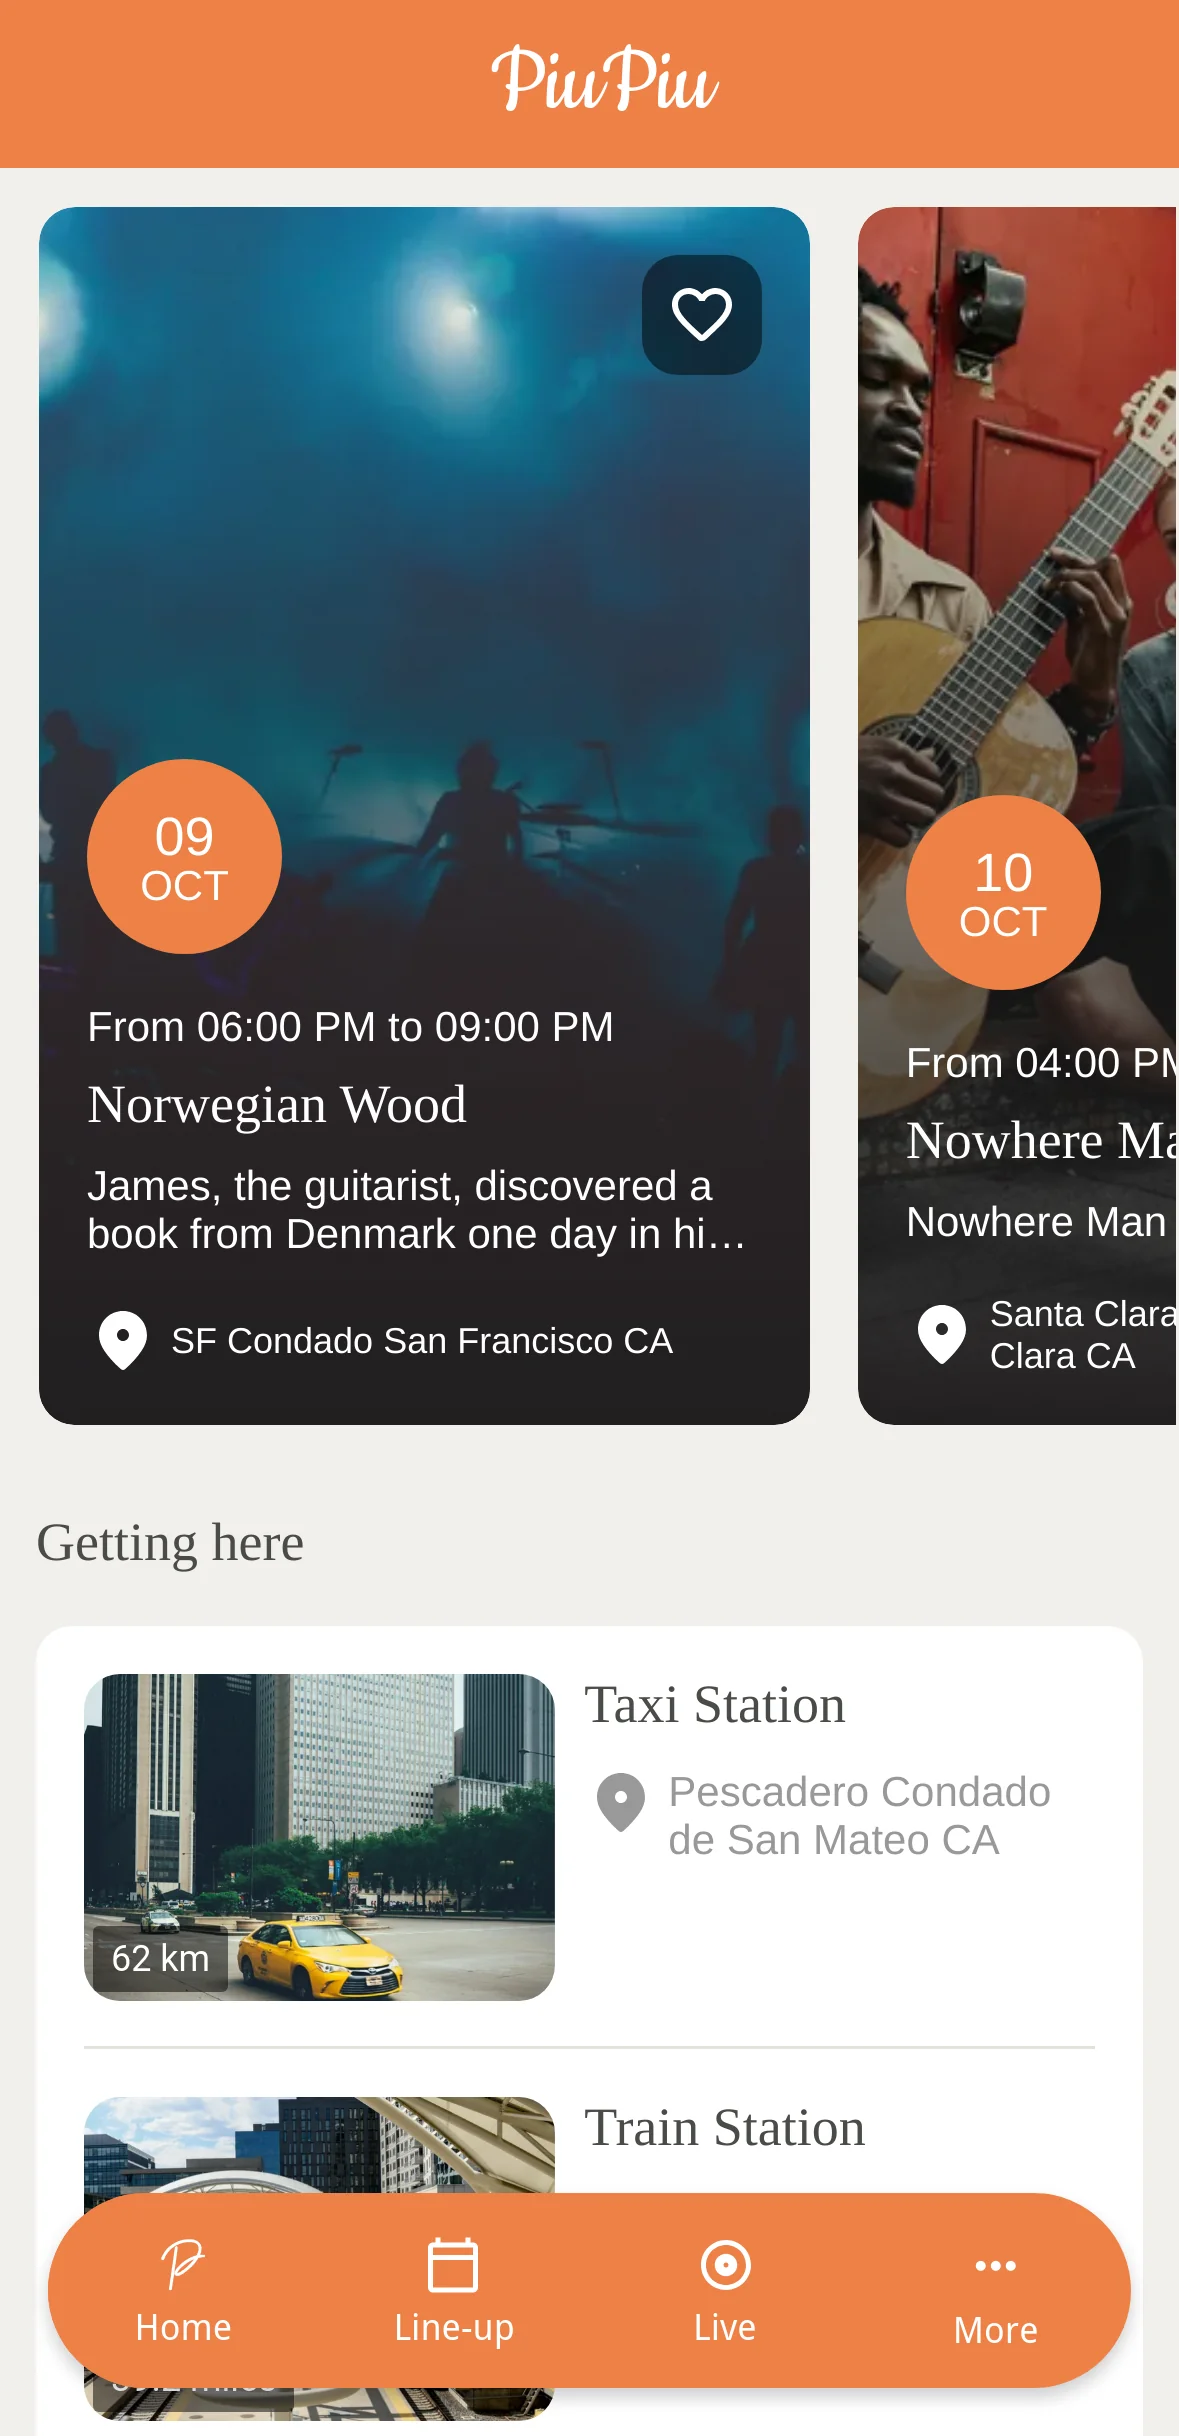 PiuPiu
09
OCT
From 06:00 PM to 09:00 PM
Norwegian Wood
James, the guitarist, discovered a
book from Denmark one day in hi…
SF Condado San Francisco CA
10
OCT
From 04:00 PM
Nowhere Ma
Nowhere Man
Santa Clara
Clara CA
Getting here
Taxi Station
Pescadero Condado
de San Mateo CA
62 km
Train Station
Home
Line-up
Live
More